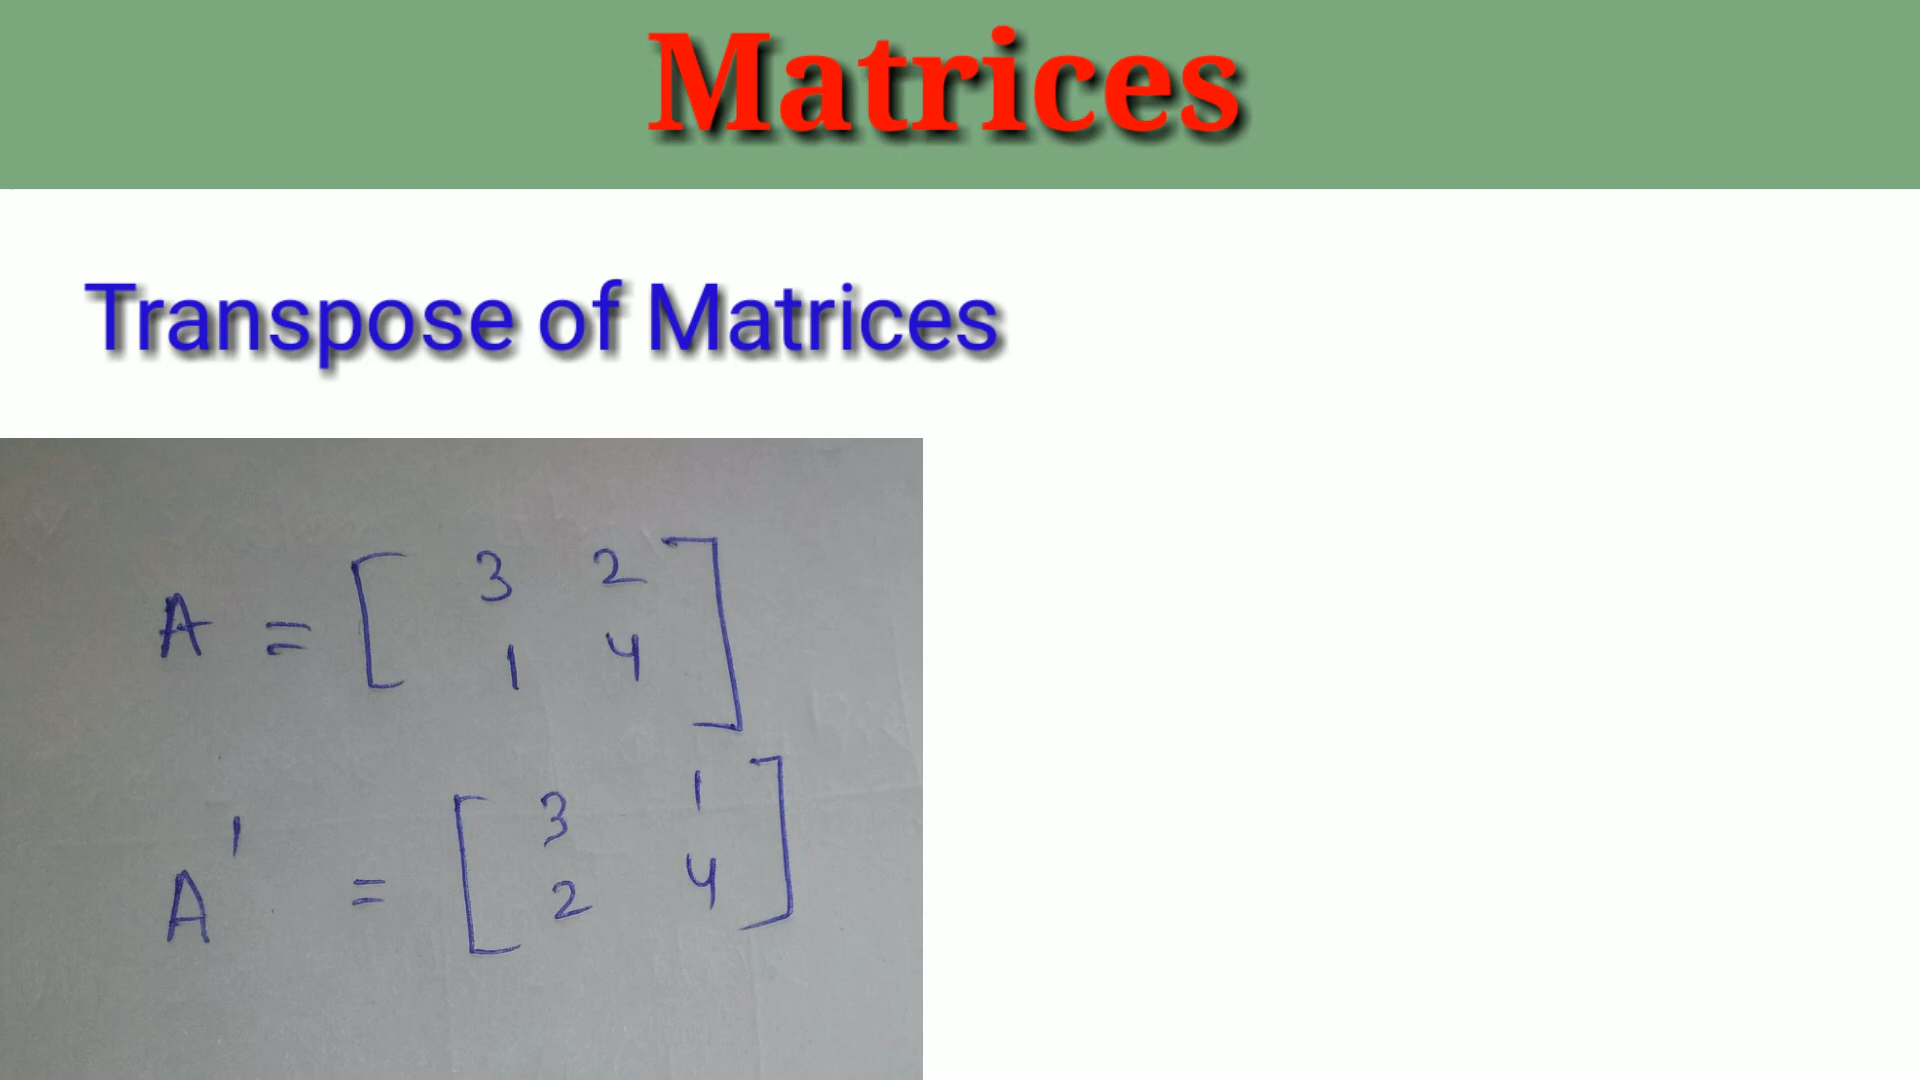 Matrices
Transpose of Matrices
A = [ 3 2
1 4 ]
A' = [ 3 1
2 4 ]